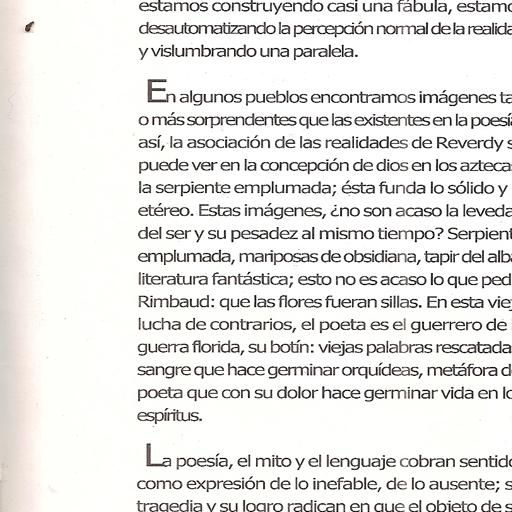 estamos construyendo casi una fábula, estamo
desautomatizando la percepción normal de la realida
y vislumbrando una paralela.
En algunos pueblos encontramos imágenes ta
o más sorprendentes que las existentes en la poesía
así, la asociación de las realidades de Reverdy s
puede ver en la concepción de dios en los azteca
la serpiente emplumada; ésta funda lo sólido y
etéreo. Estas imágenes, ¿no son acaso la leveda
del ser y su pesadez al mismo tiempo? Serpient
emplumada, mariposas de obsidiana, tapir del alb
literatura fantástica; esto no es acaso lo que ped
Rimbaud: que las flores fueran sillas. En esta viej
lucha de contrarios, el poeta es el guerrero de
guerra florida, su botín: viejas palabras rescatada
sangre que hace germinar orquídeas, metáfora d
poeta que con su dolor hace germinar vida en lo
espíritus.
La poesía, el mito y el lenguaje cobran sentid
como expresión de lo inefable, de lo ausente; s
tragedia y su logro radican en que el objeto de s